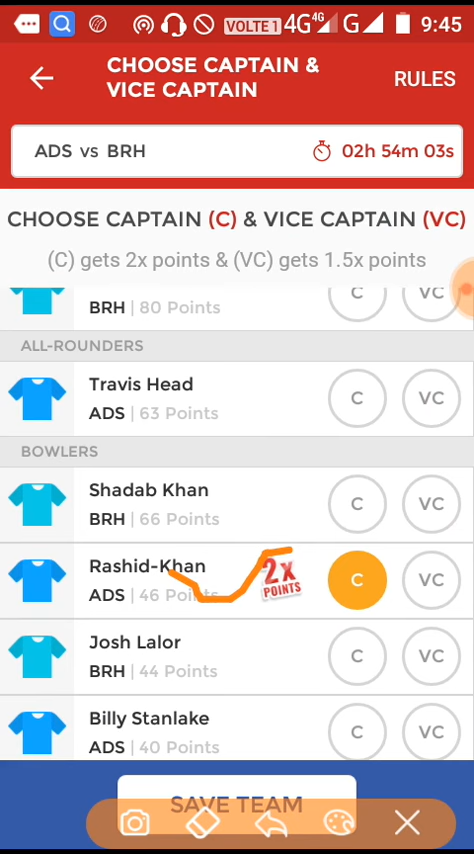 VOLTE 1 4G 4G G 9:45
CHOOSE CAPTAIN &
VICE CAPTAIN
RULES
ADS vs BRH
02h 54m 03s
CHOOSE CAPTAIN (C) & VICE CAPTAIN (VC)
(C) gets 2x points & (VC) gets 1.5x points
BRH | 80 Points
C
VC
ALL-ROUNDERS
Travis Head
ADS | 63 Points
C
VC
BOWLERS
Shadab Khan
BRH | 66 Points
C
VC
Rashid-Khan
ADS | 46 Points
2X
POINTS
C
VC
Josh Lalor
BRH | 44 Points
C
VC
Billy Stanlake
ADS | 40 Points
C
VC
SAVE TEAM